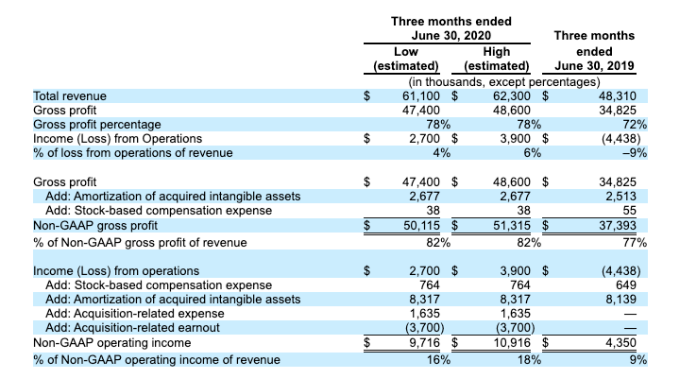 Three months ended
June 30, 2020
Three months
Low High ended
(estimated) (estimated) June 30, 2019
(in thousands, except percentages)
Total revenue $ 61,100 $ 62,300 $ 48,310
Gross profit 47,400 48,600 34,825
Gross profit percentage 78% 78% 72%
Income (Loss) from Operations $ 2,700 $ 3,900 $ (4,438)
% of loss from operations of revenue 4% 6% –9%
Gross profit $ 47,400 $ 48,600 $ 34,825
Add: Amortization of acquired intangible assets 2,677 2,677 2,513
Add: Stock-based compensation expense 38 38 55
Non-GAAP gross profit $ 50,115 $ 51,315 $ 37,393
% of Non-GAAP gross profit of revenue 82% 82% 77%
Income (Loss) from operations $ 2,700 $ 3,900 $ (4,438)
Add: Stock-based compensation expense 764 764 649
Add: Amortization of acquired intangible assets 8,317 8,317 8,139
Add: Acquisition-related expense 1,635 1,635 —
Add: Acquisition-related earnout (3,700) (3,700) —
Non-GAAP operating income $ 9,716 $ 10,916 $ 4,350
% of Non-GAAP operating income of revenue 16% 18% 9%